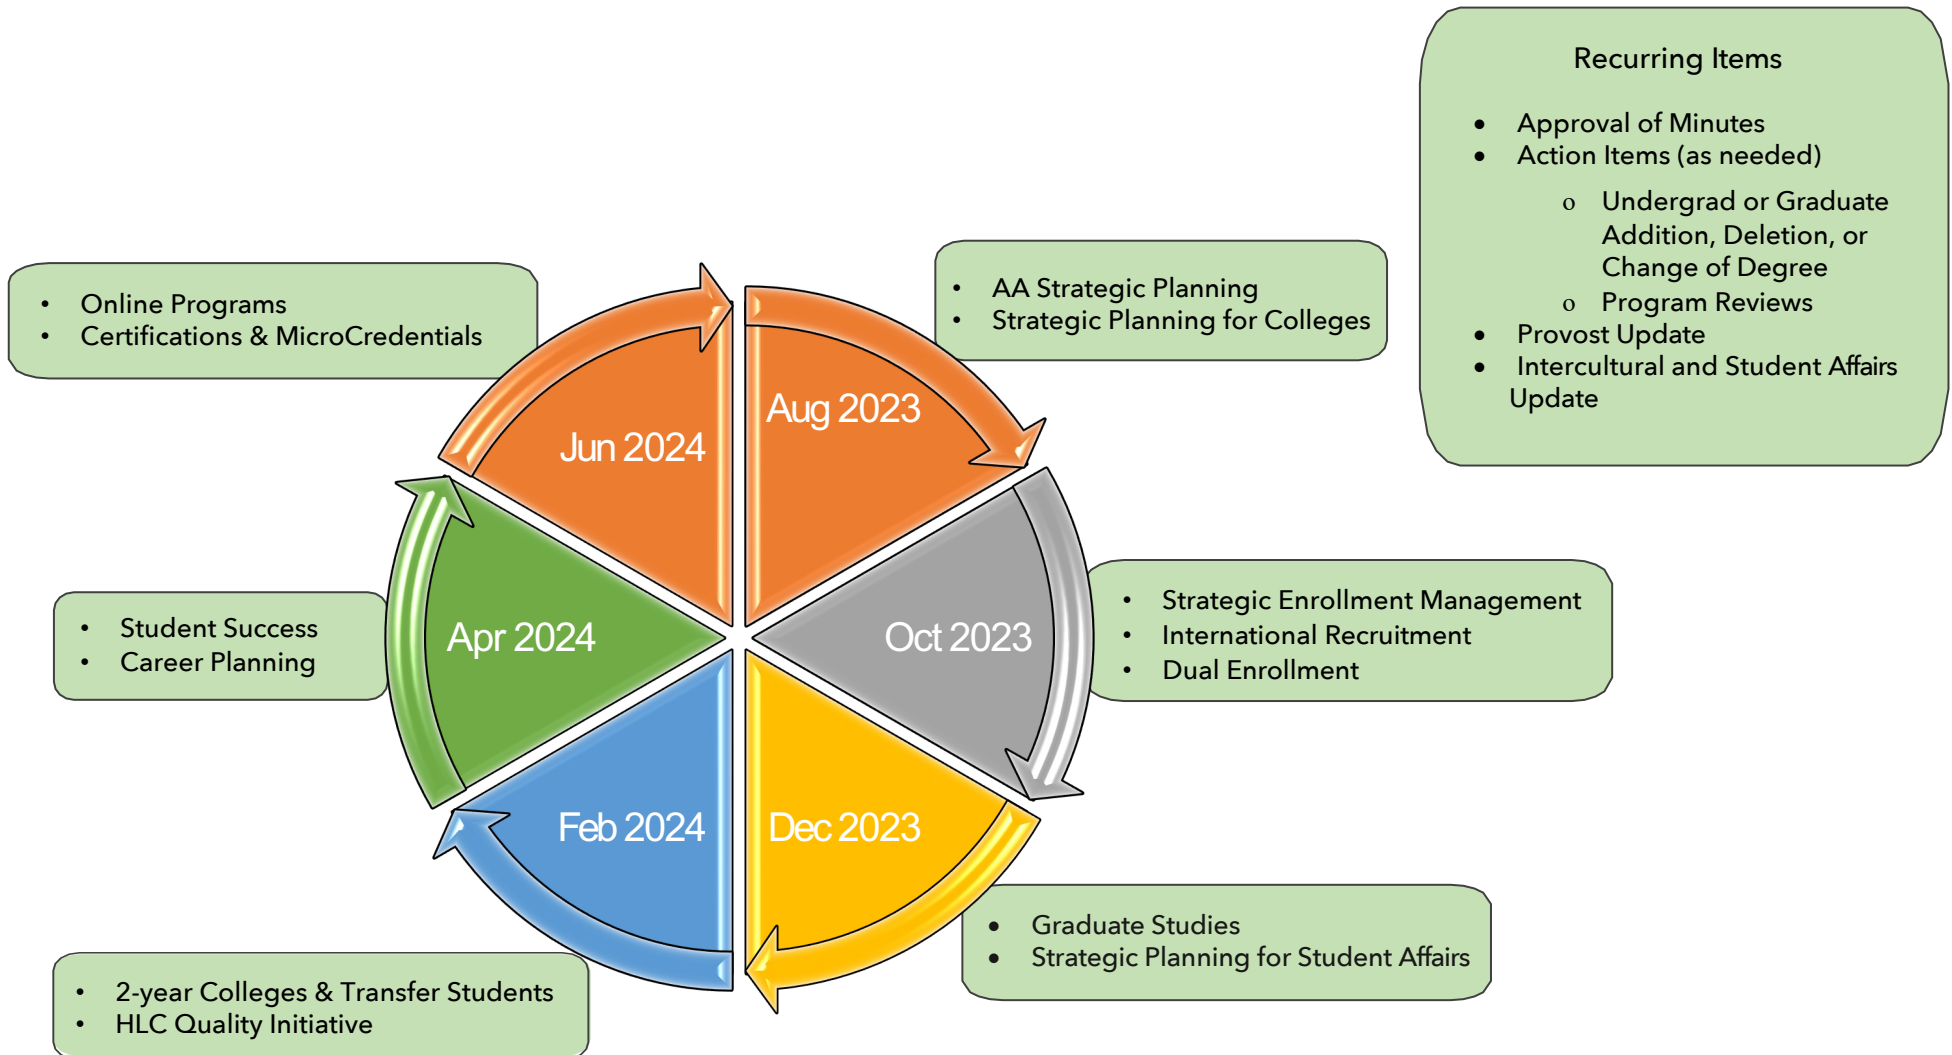 Recurring Items
• Approval of Minutes
• Action Items (as needed)
o Undergrad or Graduate
Addition, Deletion, or
Change of Degree
o Program Reviews
• Provost Update
• Intercultural and Student Affairs
Update
• AA Strategic Planning
• Strategic Planning for Colleges
• Online Programs
• Certifications & MicroCredentials
Aug 2023
Jun 2024
• Strategic Enrollment Management
• International Recruitment
• Dual Enrollment
Oct 2023
Apr 2024
• Student Success
• Career Planning
Feb 2024
Dec 2023
• Graduate Studies
• Strategic Planning for Student Affairs
• 2-year Colleges & Transfer Students
• HLC Quality Initiative